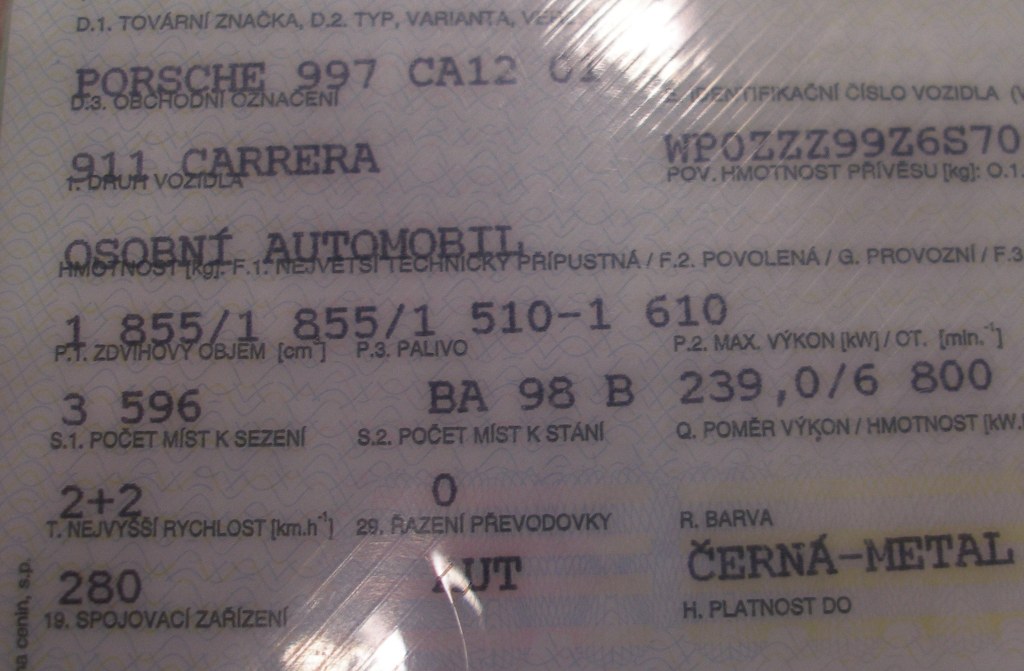 D.1. TOVÁRNÍ ZNAČKA, D.2. TYP, VARIANTA,
PORSCHE 997 CA12
D.3. OBCHODNÍ OZNAČENÍ
E. IDENTIFIKAČNÍ ČÍSLO VOZIDLA
911 CARRERA
WP0ZZZ99Z6S70
1. DRUH VOZIDLA
POV. HMOTNOST PŘÍVĚSU [kg]: O.1.
OSOBNÍ AUTOMOBIL
HMOTNOST [kg]: F.1. NEJVĚTŠÍ TECHNICKY PŘÍPUSTNÁ / F.2. POVOLENÁ / G. PROVOZNÍ / F.3
1 855/1 855/1 510-1 610
P.1. ZDVIHOVÝ OBJEM [cm³] P.3. PALIVO P.2. MAX. VÝKON [kW] / OT. [min.⁻¹]
3 596 BA 98 B 239,0/6 800
S.1. POČET MÍST K SEZENÍ S.2. POČET MÍST K STÁNÍ Q. POMĚR VÝKON / HMOTNOST [kW.
2+2 0
T. NEJVYŠŠÍ RYCHLOST [km.h⁻¹] 29. ŘAZENÍ PŘEVODOVKY R. BARVA
280 AUT ČERNÁ-METAL
19. SPOJOVACÍ ZAŘÍZENÍ H. PLATNOST DO
cenin, s.p.